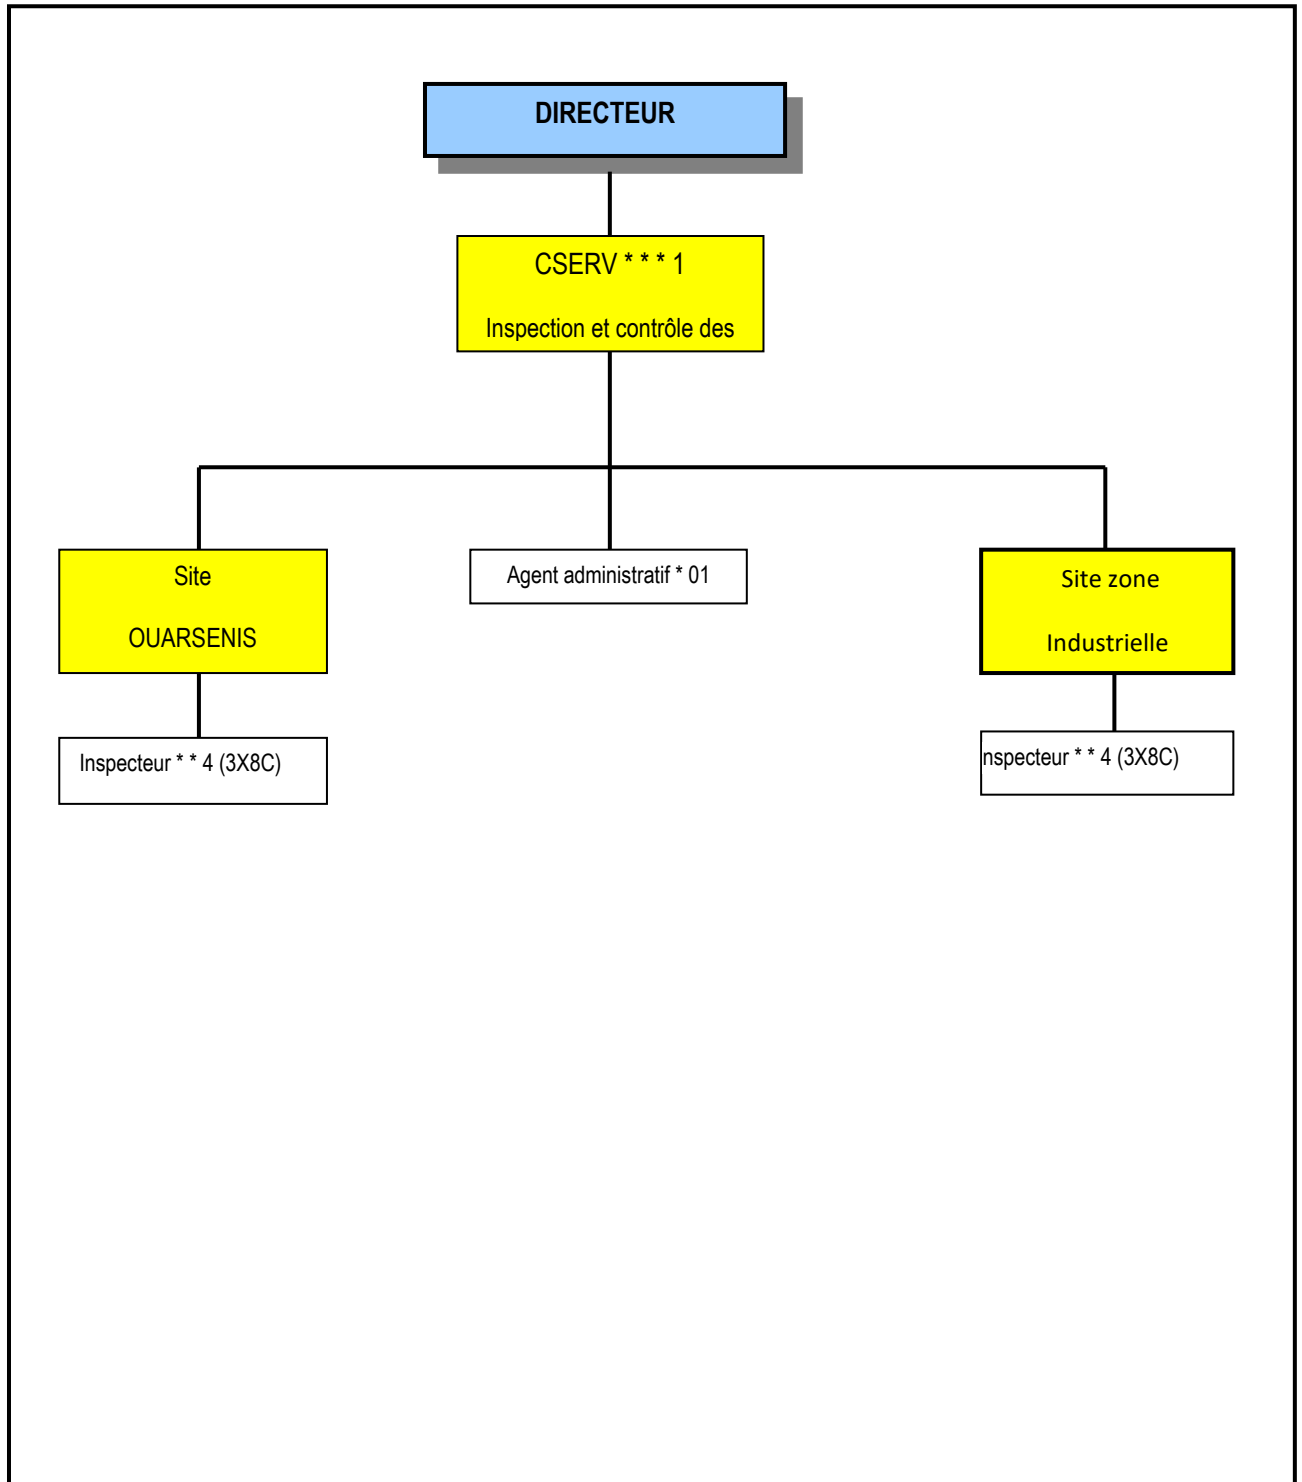 DIRECTEUR
CSERV * * * 1
Inspection et contrôle des
Site
OUARSENIS
Agent administratif * 01
Site zone
Industrielle
Inspecteur * * 4 (3X8C)
nspecteur * * 4 (3X8C)